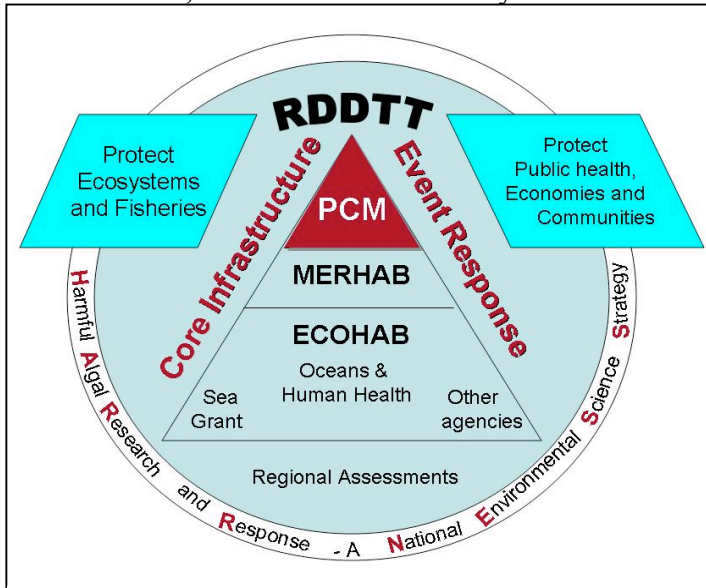 RDDTT
Protect
Ecosystems
and Fisheries
Protect
Public health,
Economies and
Communities
Core Infrastructure
Event Response
PCM
MERHAB
ECOHAB
Oceans &
Human Health
Sea
Grant
Other
agencies
Regional Assessments
Harmful Algal Research and Response -A National Environmental Science Strategy